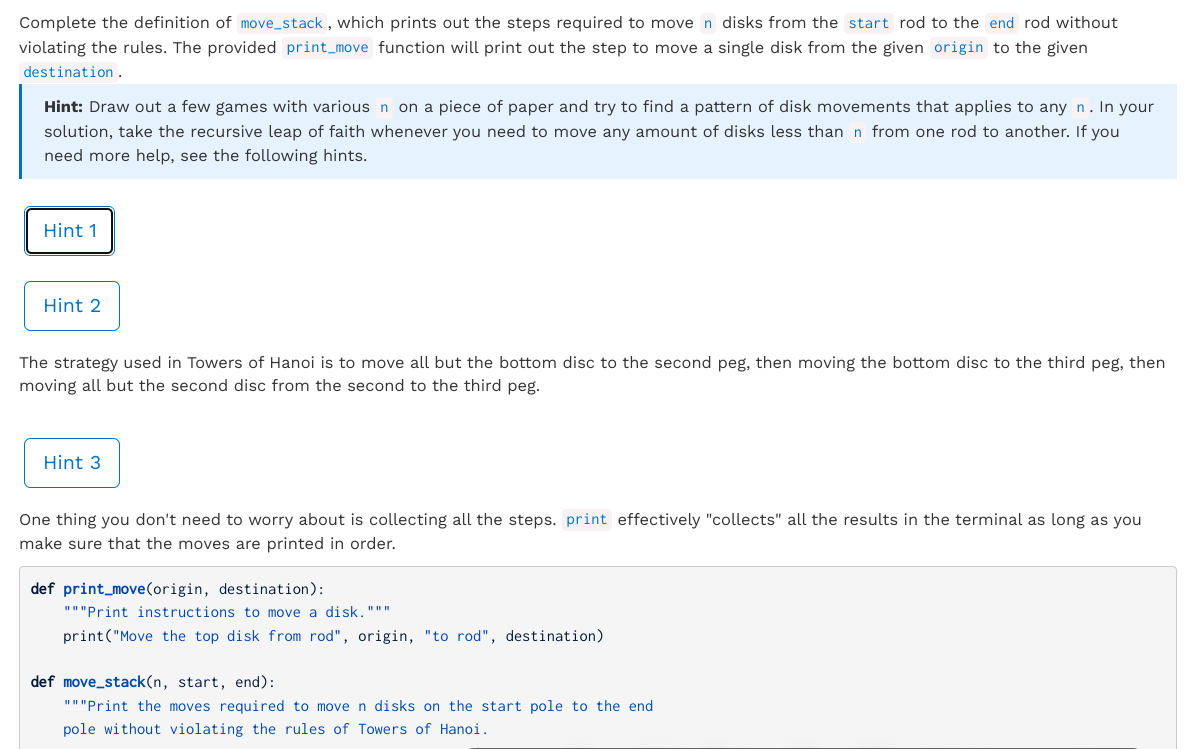 Complete the definition of move_stack, which prints out the steps required to move n disks from the start rod to the end rod without
violating the rules. The provided print_move function will print out the step to move a single disk from the given origin to the given
destination.
Hint: Draw out a few games with various n on a piece of paper and try to find a pattern of disk movements that applies to any n. In your
solution, take the recursive leap of faith whenever you need to move any amount of disks less than n from one rod to another. If you
need more help, see the following hints.
Hint 1
Hint 2
The strategy used in Towers of Hanoi is to move all but the bottom disc to the second peg, then moving the bottom disc to the third peg, then
moving all but the second disc from the second to the third peg.
Hint 3
One thing you don't need to worry about is collecting all the steps. print effectively "collects" all the results in the terminal as long as you
make sure that the moves are printed in order.
def print_move(origin, destination):
    """Print instructions to move a disk."""
    print("Move the top disk from rod", origin, "to rod", destination)
def move_stack(n, start, end):
    """Print the moves required to move n disks on the start pole to the end
    pole without violating the rules of Towers of Hanoi.